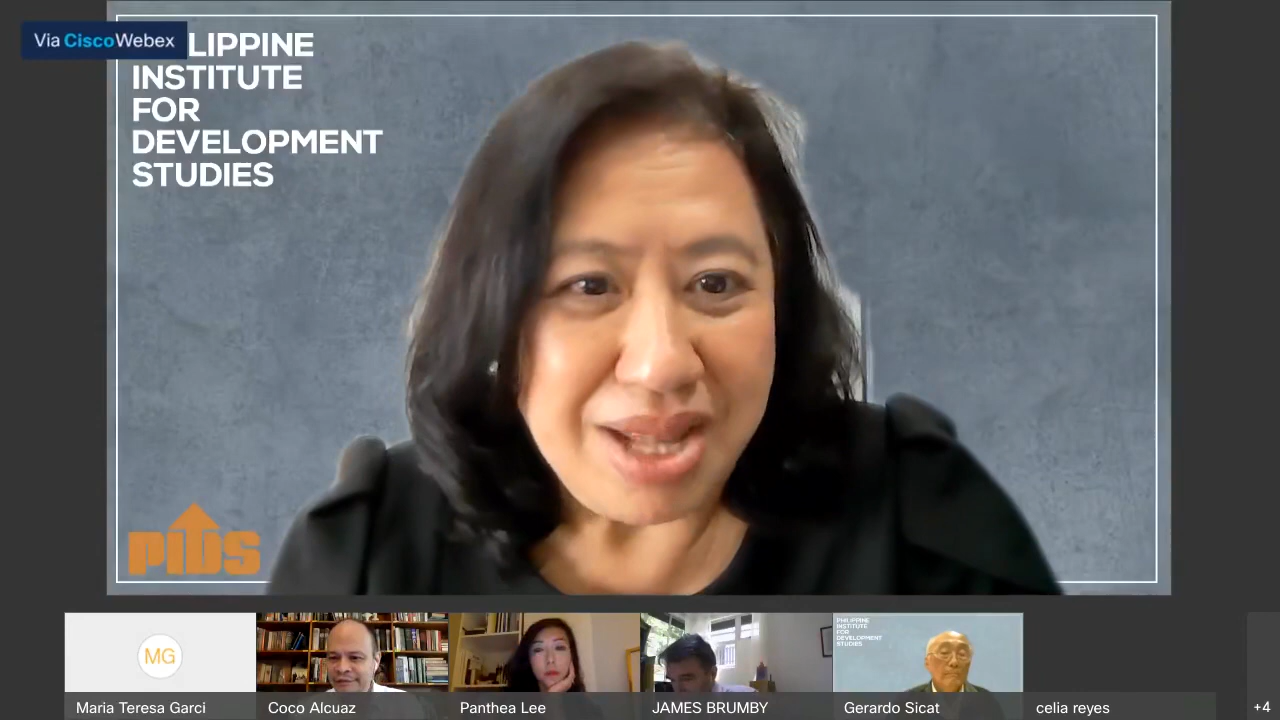 Via CiscoWebex
LIPPINE
INSTITUTE
FOR
DEVELOPMENT
STUDIES
PIDS
PHILIPPINE
INSTITUTE
FOR
DEVELOPMENT
STUDIES
MG
Maria Teresa Garci
Coco Alcuaz
Panthea Lee
JAMES BRUMBY
Gerardo Sicat
celia reyes
+4